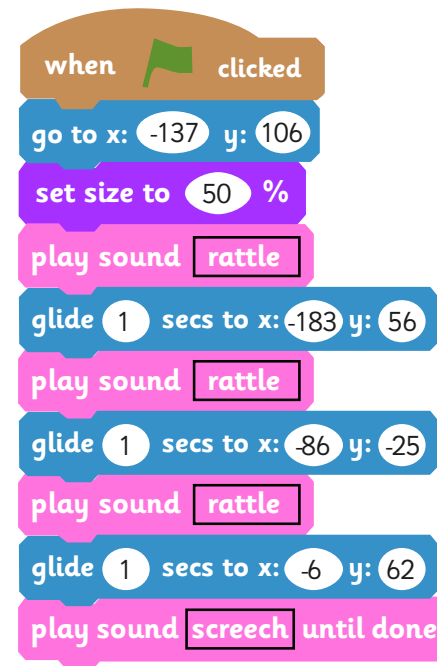 when clicked
go to x: -137 y: 106
set size to 50 %
play sound rattle
glide 1 secs to x: -183 y: 56
play sound rattle
glide 1 secs to x: -86 y: -25
play sound rattle
glide 1 secs to x: -6 y: 62
play sound screech until done